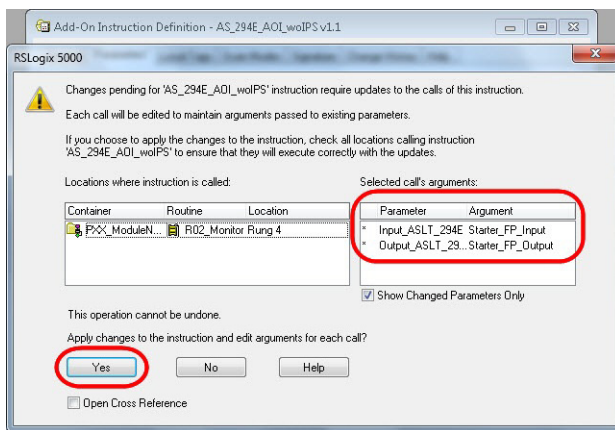 Add-On Instruction Definition - AS_294E_AOI_woIPS v1.1
RSLogix 5000
Changes pending for 'AS_294E_AOI_woIPS' instruction require updates to the calls of this instruction.
Each call will be edited to maintain arguments passed to existing parameters.
If you choose to apply the changes to the instruction, check all locations calling instruction
'AS_294E_AOI_woIPS' to ensure that they will execute correctly with the updates.
Locations where instruction is called:
Selected call's arguments:
Container Routine Location
Parameter Argument
PXX_ModuleN... R02_Monitor Rung 4
* Input_ASLT_294E Starter_FP_Input
* Output_ASLT_29... Starter_FP_Output
Show Changed Parameters Only
This operation cannot be undone.
Apply changes to the instruction and edit arguments for each call?
Yes No Help
Open Cross Reference